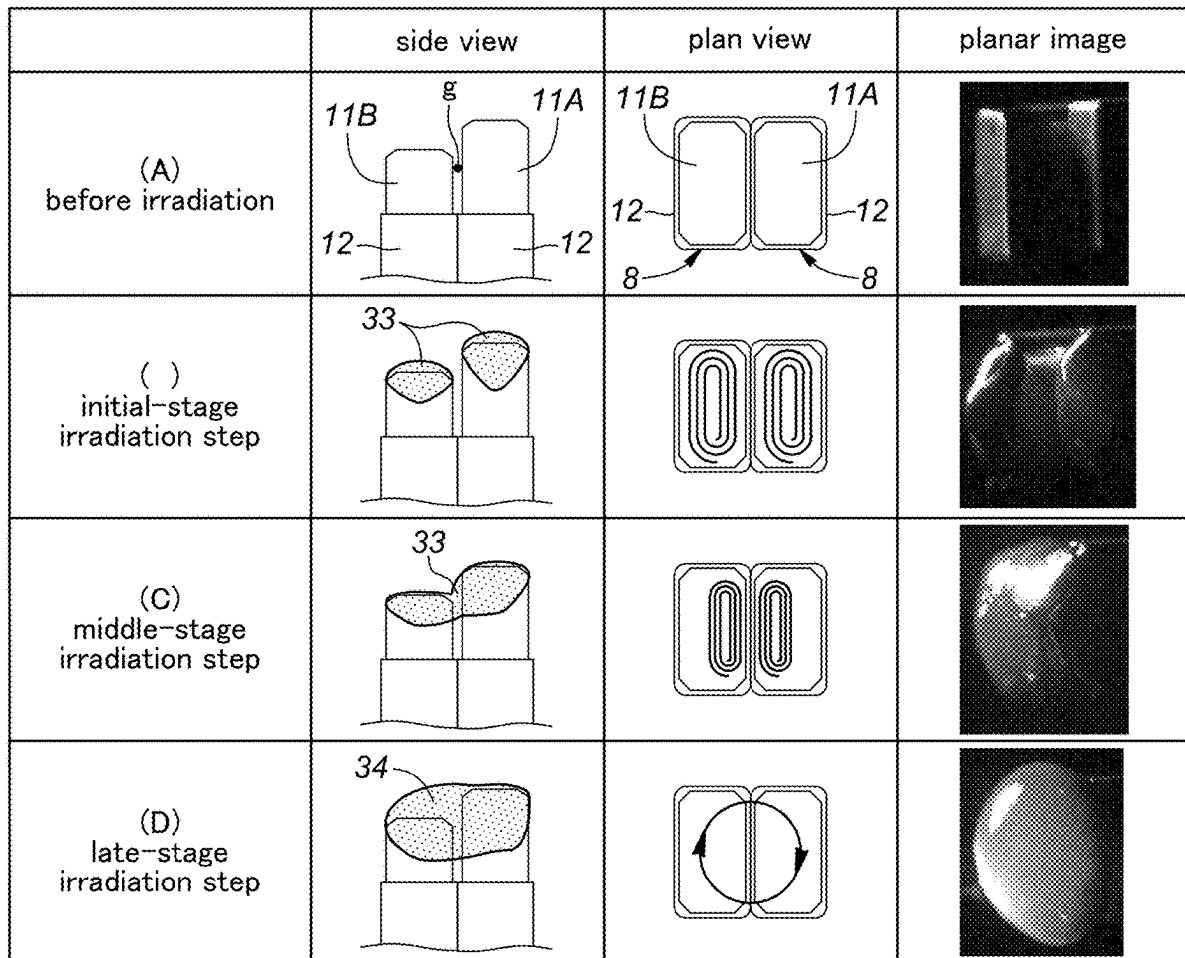 side view
plan view
planar image
(A)
before irradiation
11B
g
11A
12
12
11B
11A
12
12
8
8
( )
initial-stage
irradiation step
33
(C)
middle-stage
irradiation step
33
(D)
late-stage
irradiation step
34